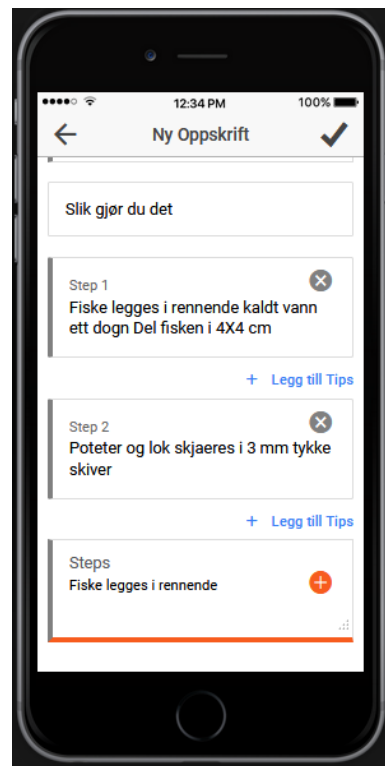 12:34 PM 100%
Ny Oppskrift
Slik gjør du det
Step 1
Fiske legges i rennende kaldt vann
ett dogn Del fisken i 4X4 cm
+ Legg till Tips
Step 2
Poteter og lok skjaeres i 3 mm tykke
skiver
+ Legg till Tips
Steps
Fiske legges i rennende